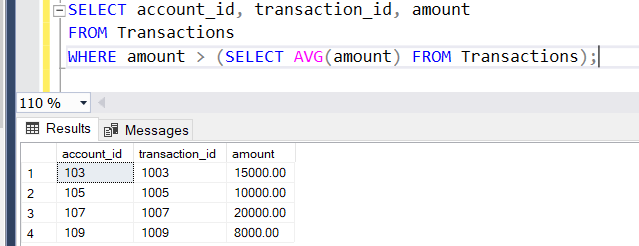 SELECT account_id, transaction_id, amount
FROM Transactions
WHERE amount > (SELECT AVG(amount) FROM Transactions);
110 %
Results Messages
account_id transaction_id amount
1 103 1003 15000.00
2 105 1005 10000.00
3 107 1007 20000.00
4 109 1009 8000.00